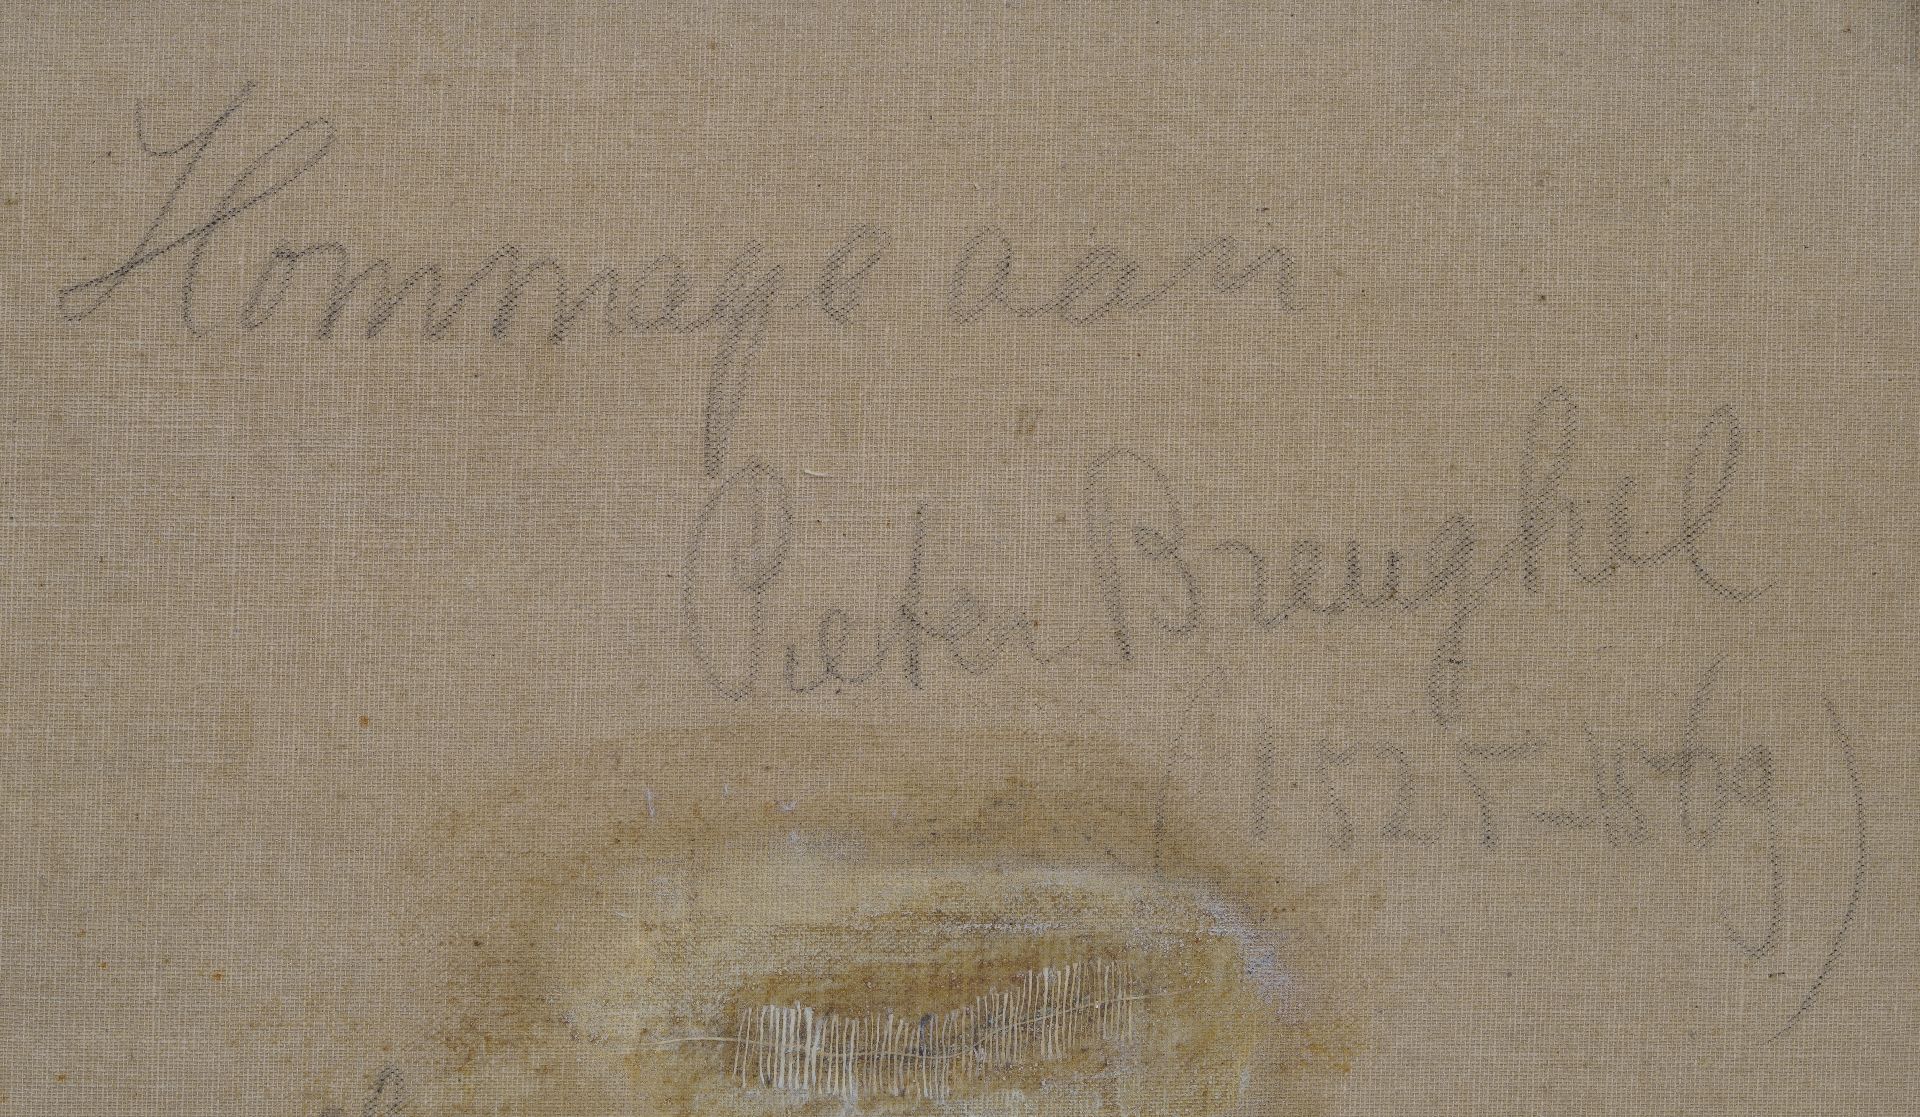 Hommage aan
Pieter Breughel
(1525-1569)